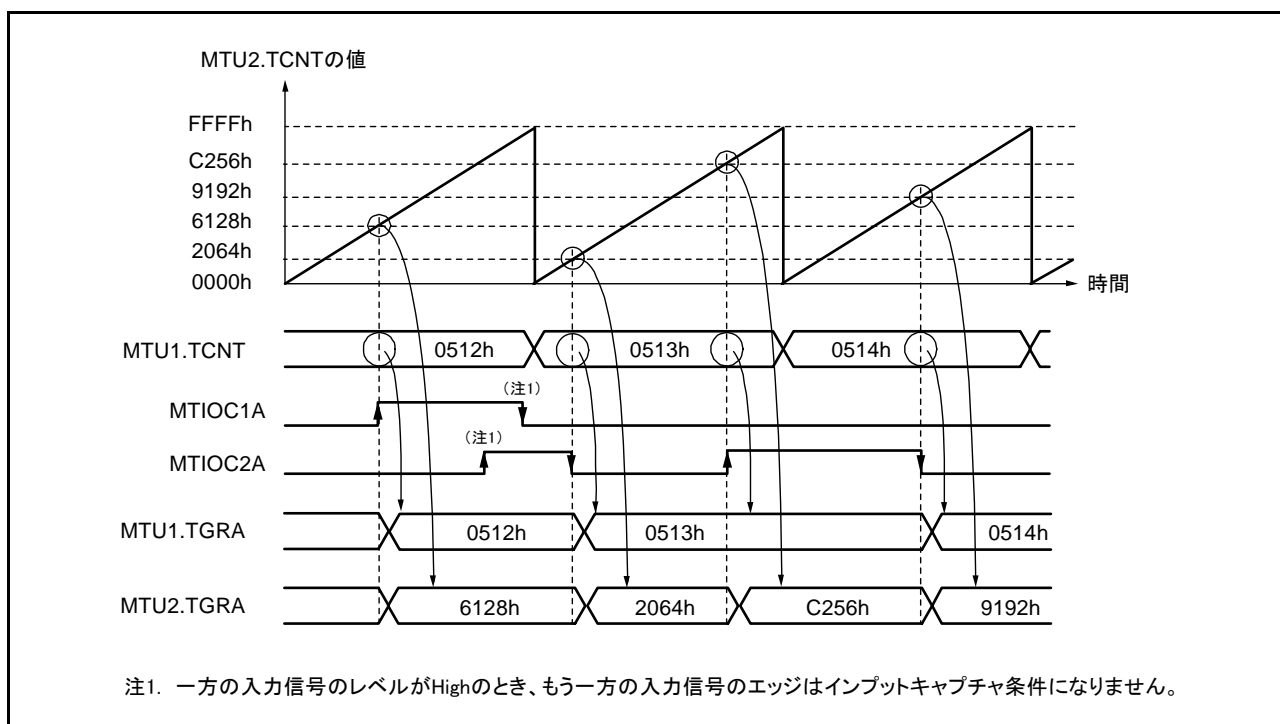 MTU2.TCNTの値
FFFFh
C256h
9192h
6128h
2064h
0000h
時間
MTU1.TCNT 0512h 0513h 0514h
MTIOC1A (注1)
MTIOC2A (注1)
MTU1.TGRA 0512h 0513h 0514h
MTU2.TGRA 6128h 2064h C256h 9192h
注1. 一方の入力信号のレベルがHighのとき、もう一方の入力信号のエッジはインプットキャプチャ条件になりません。